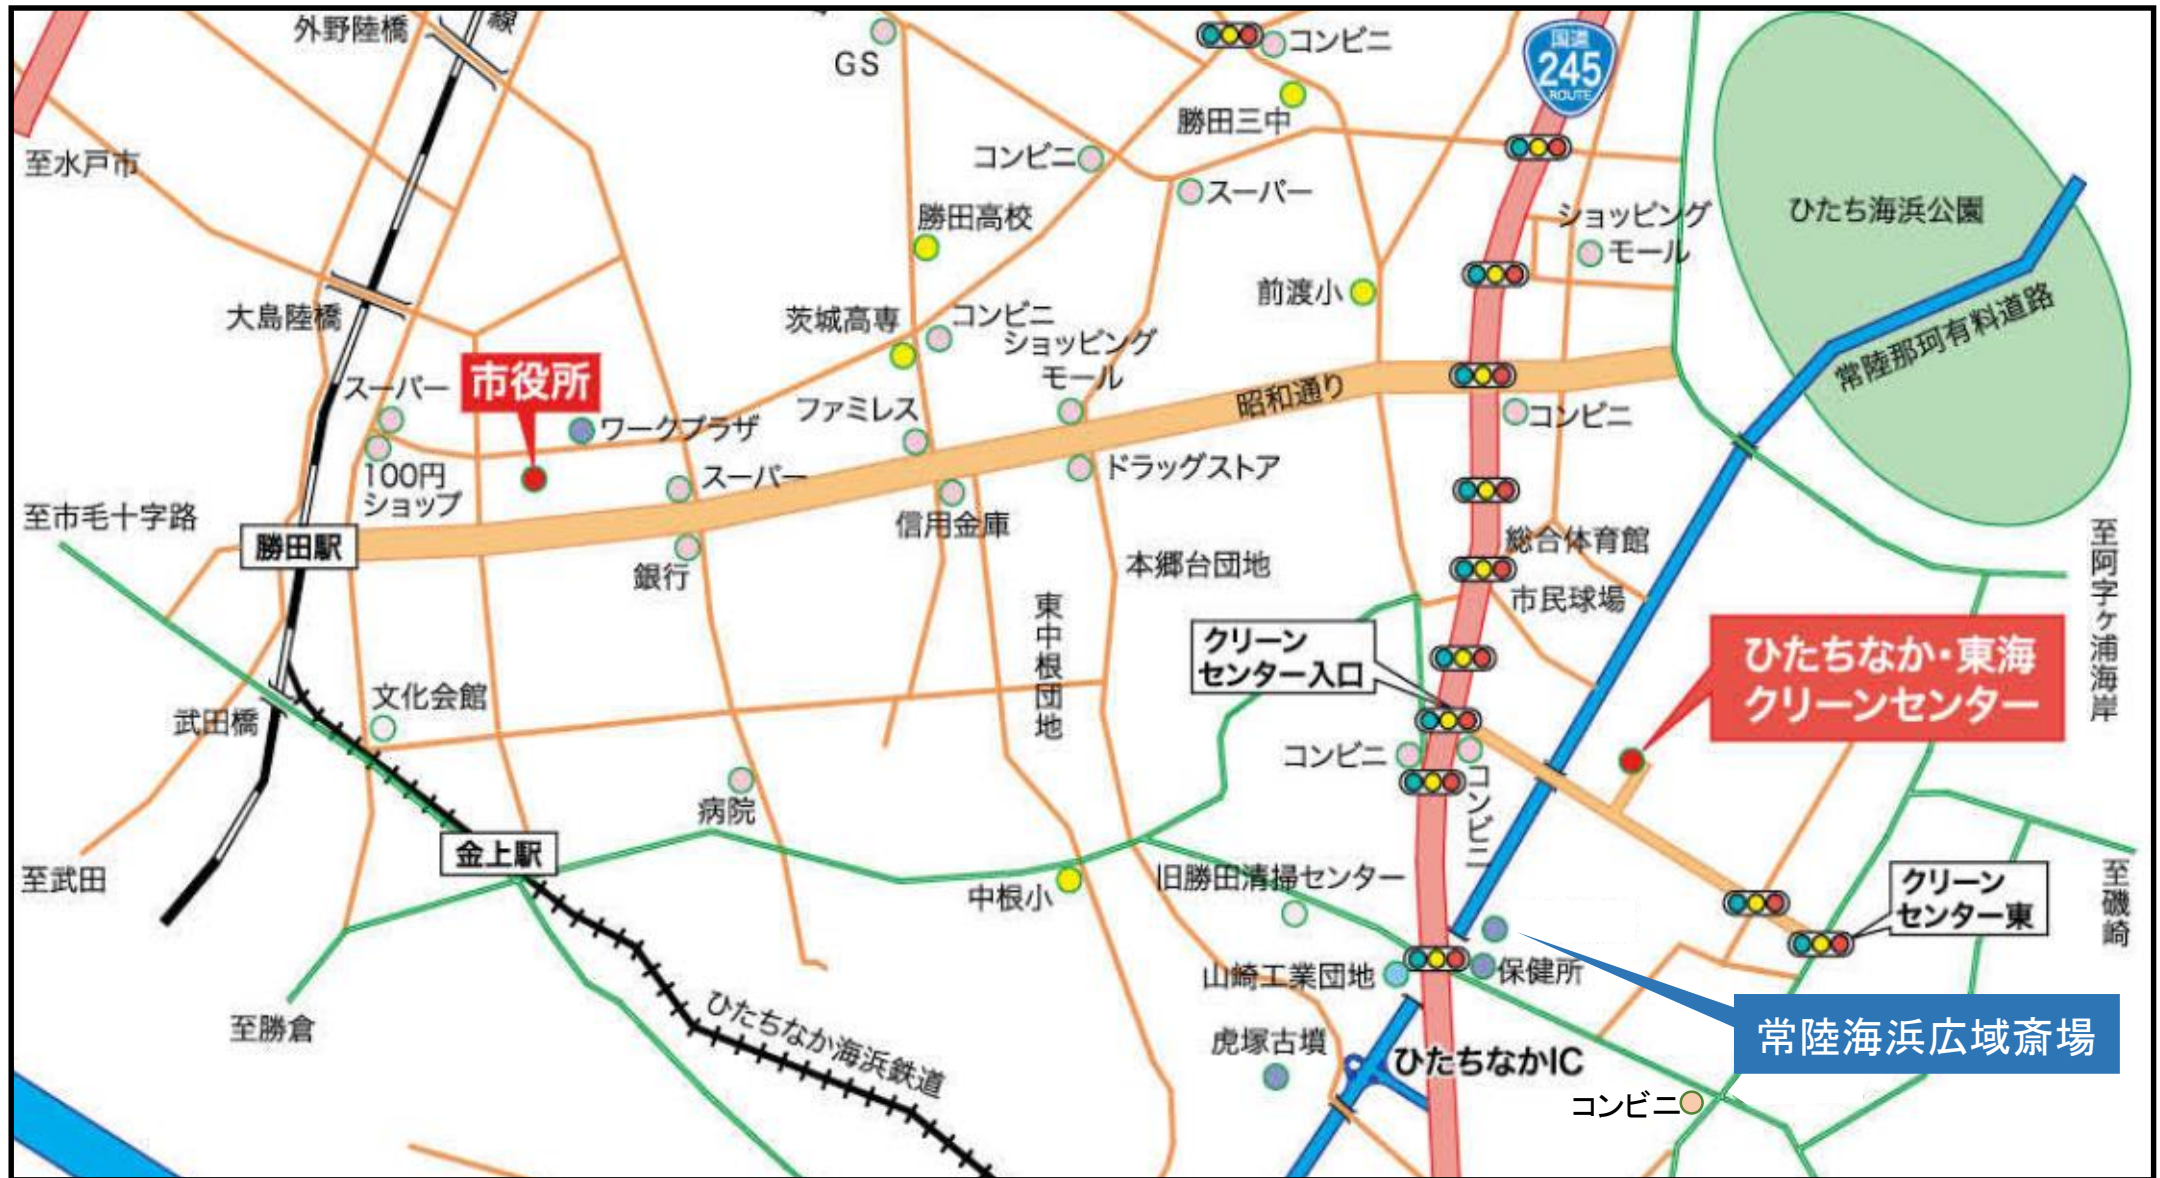 外野陸橋
線
GS
コンビニ
国道
245
ROUTE
勝田三中
至水戸市
コンビニ
スーパー
勝田高校
ショッピング
モール
ひたち海浜公園
大島陸橋
茨城高専
コンビニ
ショッピング
モール
前渡小
常陸那珂有料道路
スーパー
市役所
ワークプラザ
ファミレス
昭和通り
コンビニ
100円
ショップ
スーパー
ドラッグストア
至市毛十字路
勝田駅
銀行
信用金庫
本郷台団地
総合体育館
市民球場
至阿字ヶ浦海岸
東中根団地
クリーン
センター入口
ひたちなか・東海
クリーンセンター
文化会館
武田橋
コンビニ
コンビニ
病院
金上駅
至武田
中根小
旧勝田清掃センター
クリーン
センター東
至磯崎
山崎工業団地
保健所
至勝倉
ひたちなか海浜鉄道
虎塚古墳
ひたちなかIC
常陸海浜広域斎場
コンビニ